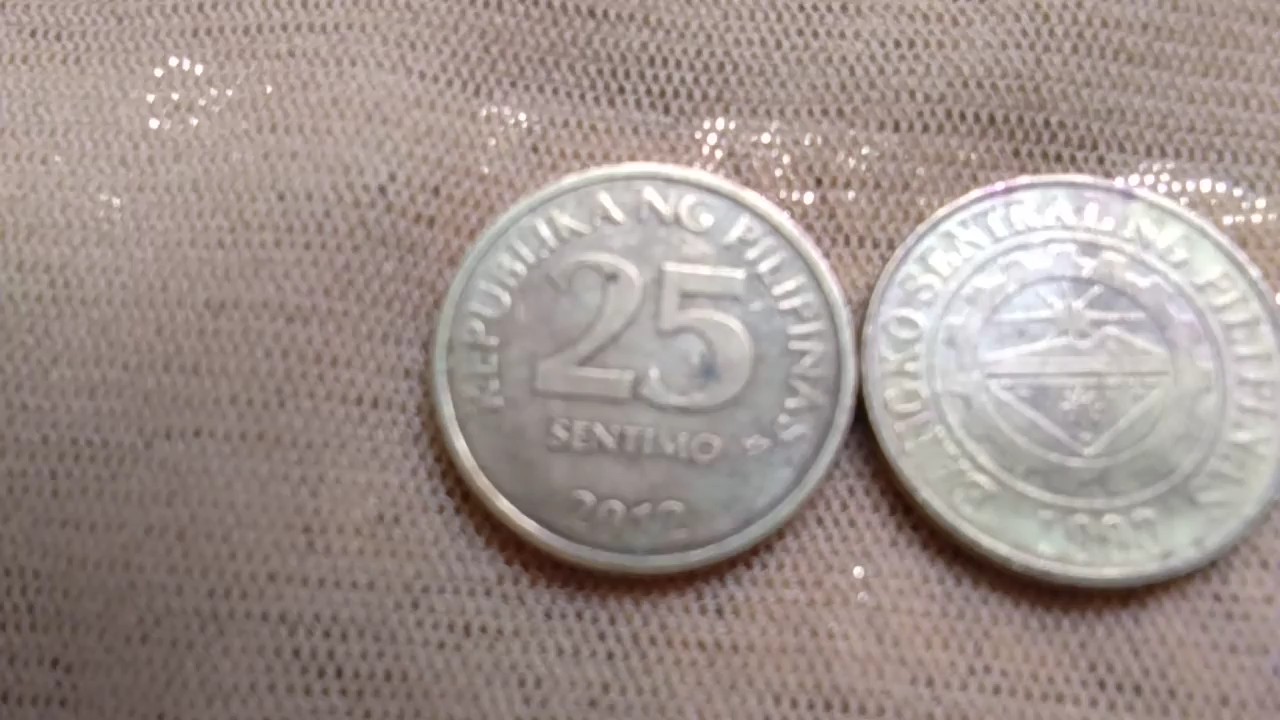 REPUBLIKA NG PILIPINAS
25
SENTIMO
2012
BANGKO SENTRAL NG PILIPINAS